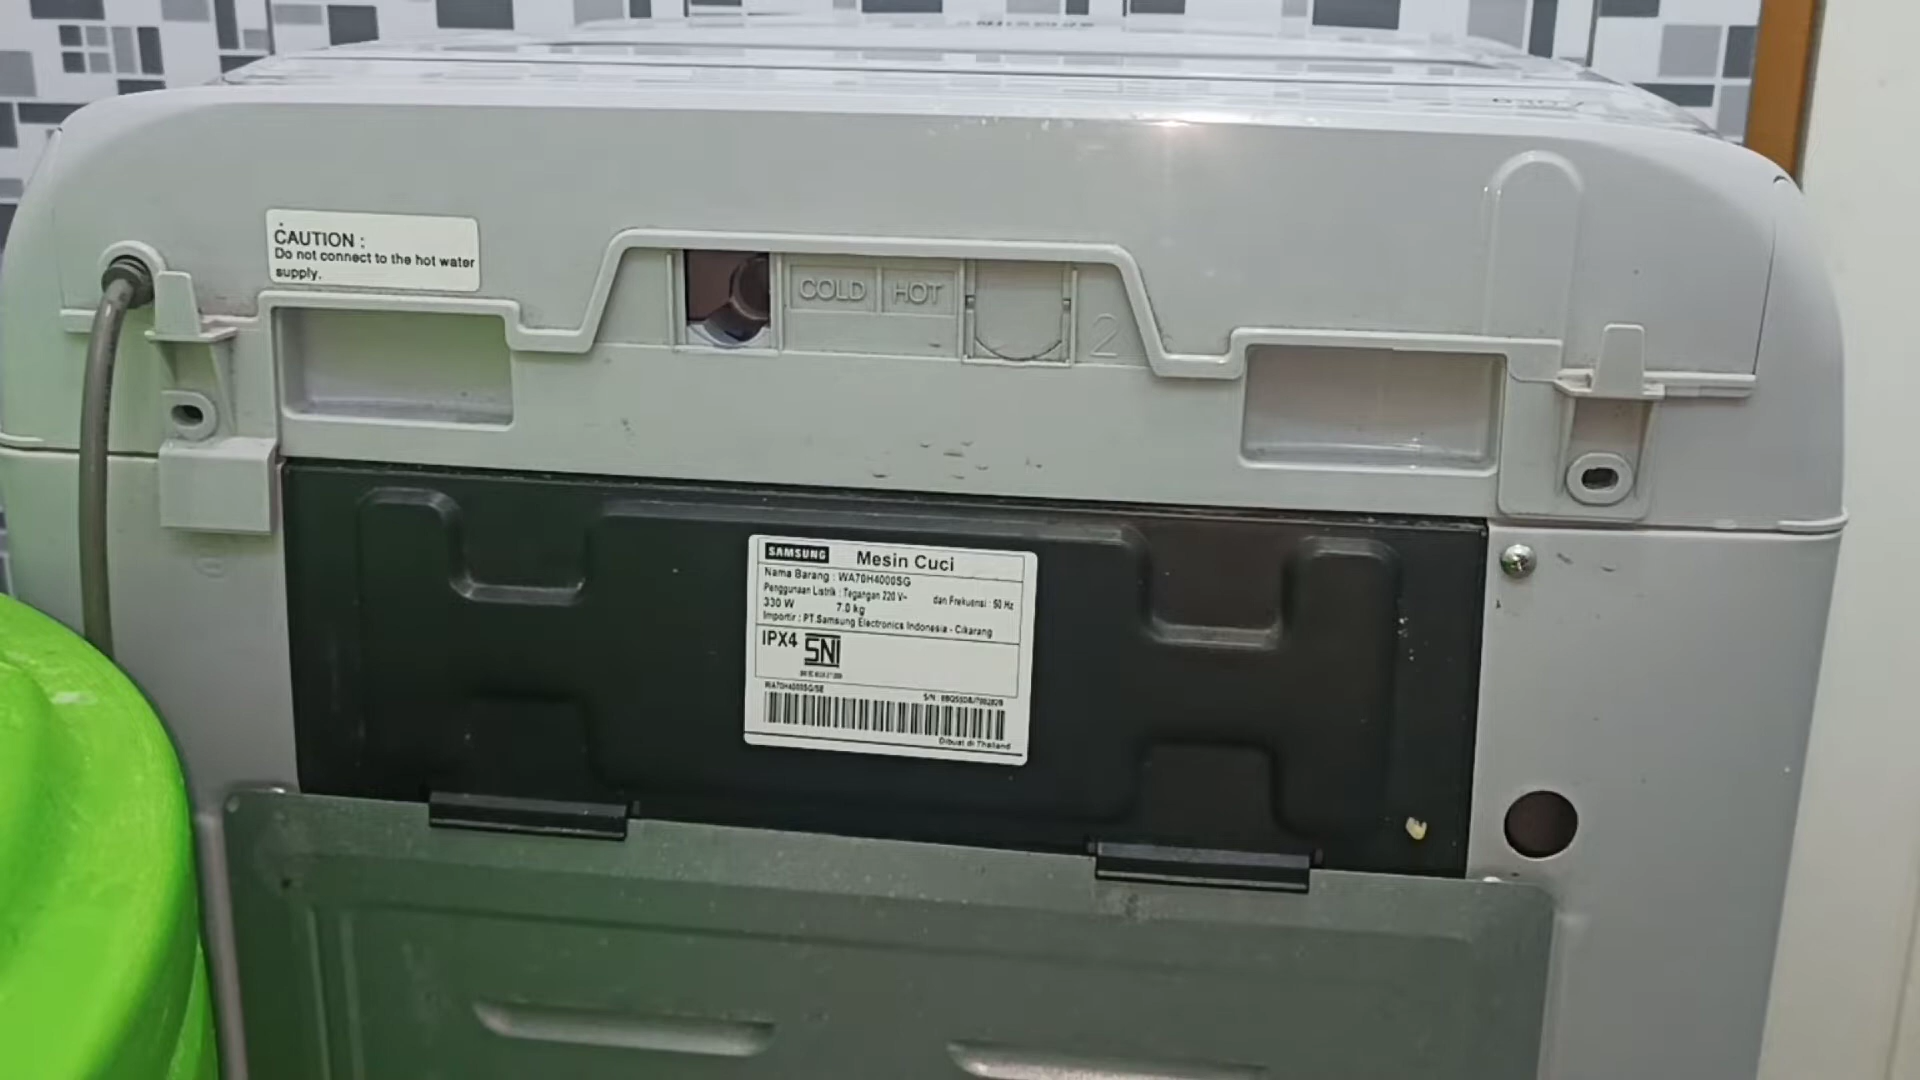 CAUTION :
Do not connect to the hot water
supply.
COLD HOT
2
SAMSUNG Mesin Cuci
Nama Barang : WA70H4000SG
Penggunaan Listrik : Tegangan 220 V~ dan Frekuensi : 50 Hz
330 W 7.0 kg
Importir : PT.Samsung Electronics Indonesia - Cikarang
IPX4 SNI
WA70H4000SG/SE
S/N :
Dibuat di Thailand